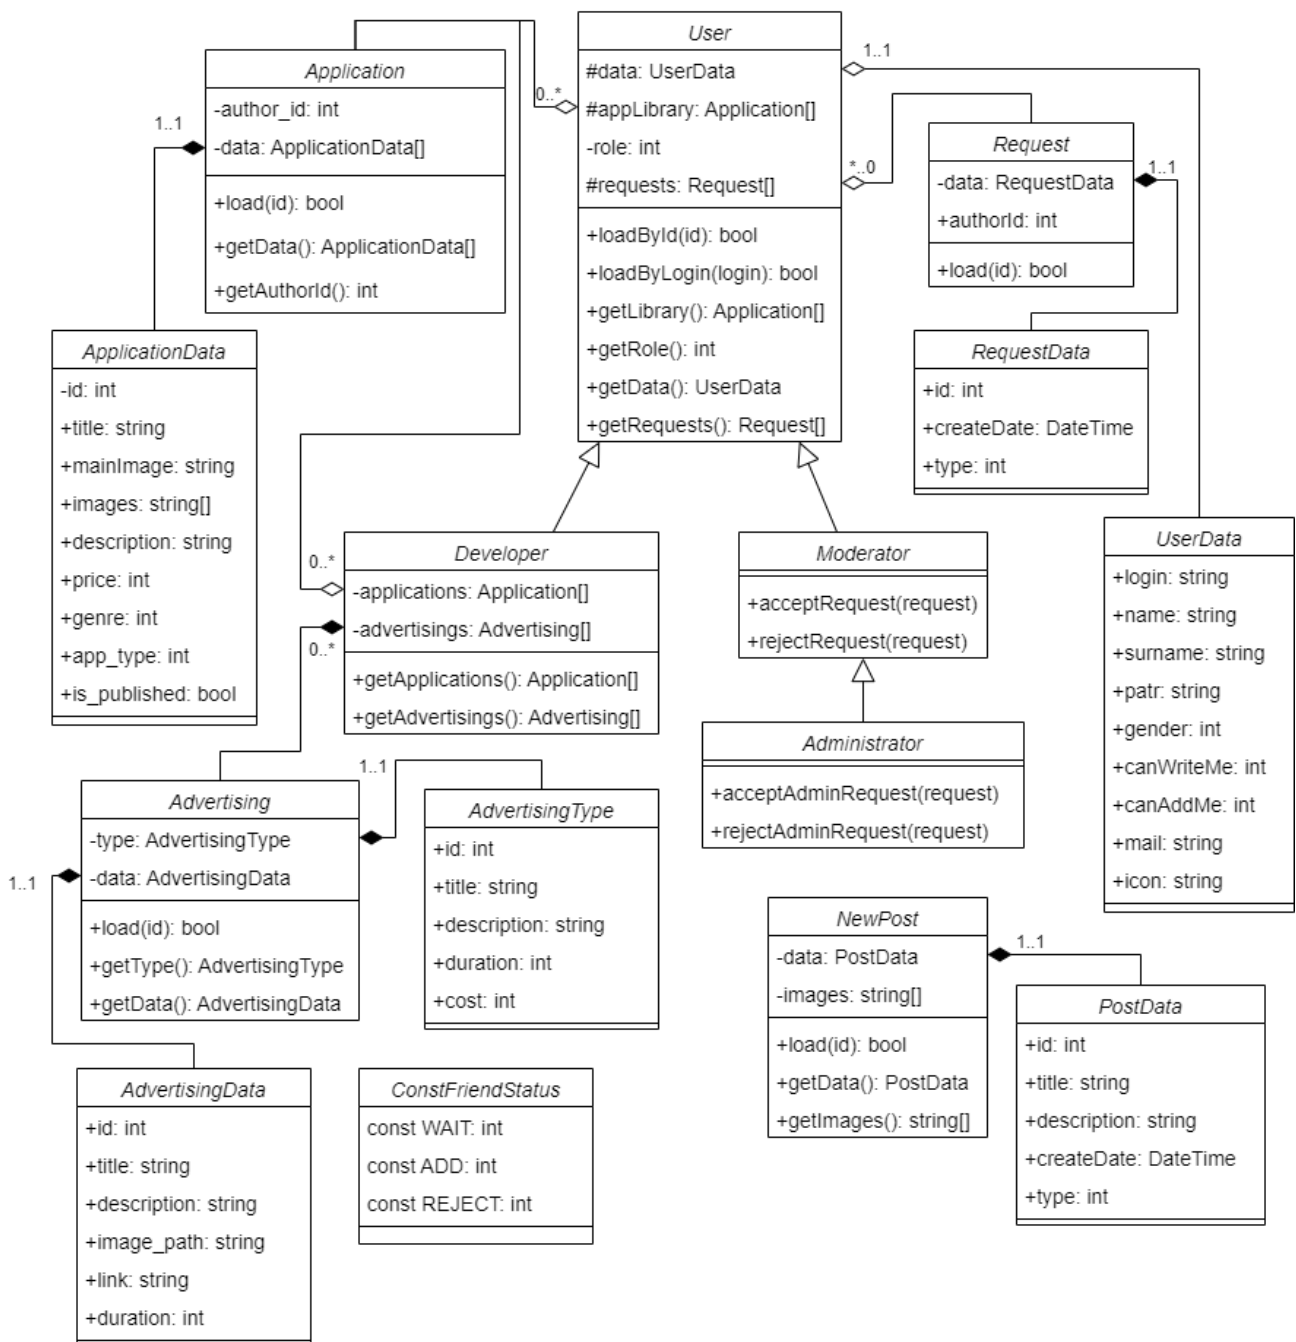 User
#data: UserData
#appLibrary: Application[]
-role: int
#requests: Request[]
+loadById(id): bool
+loadByLogin(login): bool
+getLibrary(): Application[]
+getRole(): int
+getData(): UserData
+getRequests(): Request[]
0..*
1..1
*..0
Application
-author_id: int
-data: ApplicationData[]
+load(id): bool
+getData(): ApplicationData[]
+getAuthorId(): int
1..1
Request
-data: RequestData
+authorId: int
+load(id): bool
1..1
ApplicationData
-id: int
+title: string
+mainImage: string
+images: string[]
+description: string
+price: int
+genre: int
+app_type: int
+is_published: bool
RequestData
+id: int
+createDate: DateTime
+type: int
Developer
-applications: Application[]
-advertisings: Advertising[]
+getApplications(): Application[]
+getAdvertisings(): Advertising[]
0..*
0..*
Moderator
+acceptRequest(request)
+rejectRequest(request)
UserData
+login: string
+name: string
+surname: string
+patr: string
+gender: int
+canWriteMe: int
+canAddMe: int
+mail: string
+icon: string
Administrator
+acceptAdminRequest(request)
+rejectAdminRequest(request)
Advertising
-type: AdvertisingType
-data: AdvertisingData
+load(id): bool
+getType(): AdvertisingType
+getData(): AdvertisingData
1..1
1..1
AdvertisingType
+id: int
+title: string
+description: string
+duration: int
+cost: int
NewPost
-data: PostData
-images: string[]
+load(id): bool
+getData(): PostData
+getImages(): string[]
1..1
PostData
+id: int
+title: string
+description: string
+createDate: DateTime
+type: int
AdvertisingData
+id: int
+title: string
+description: string
+image_path: string
+link: string
+duration: int
ConstFriendStatus
const WAIT: int
const ADD: int
const REJECT: int